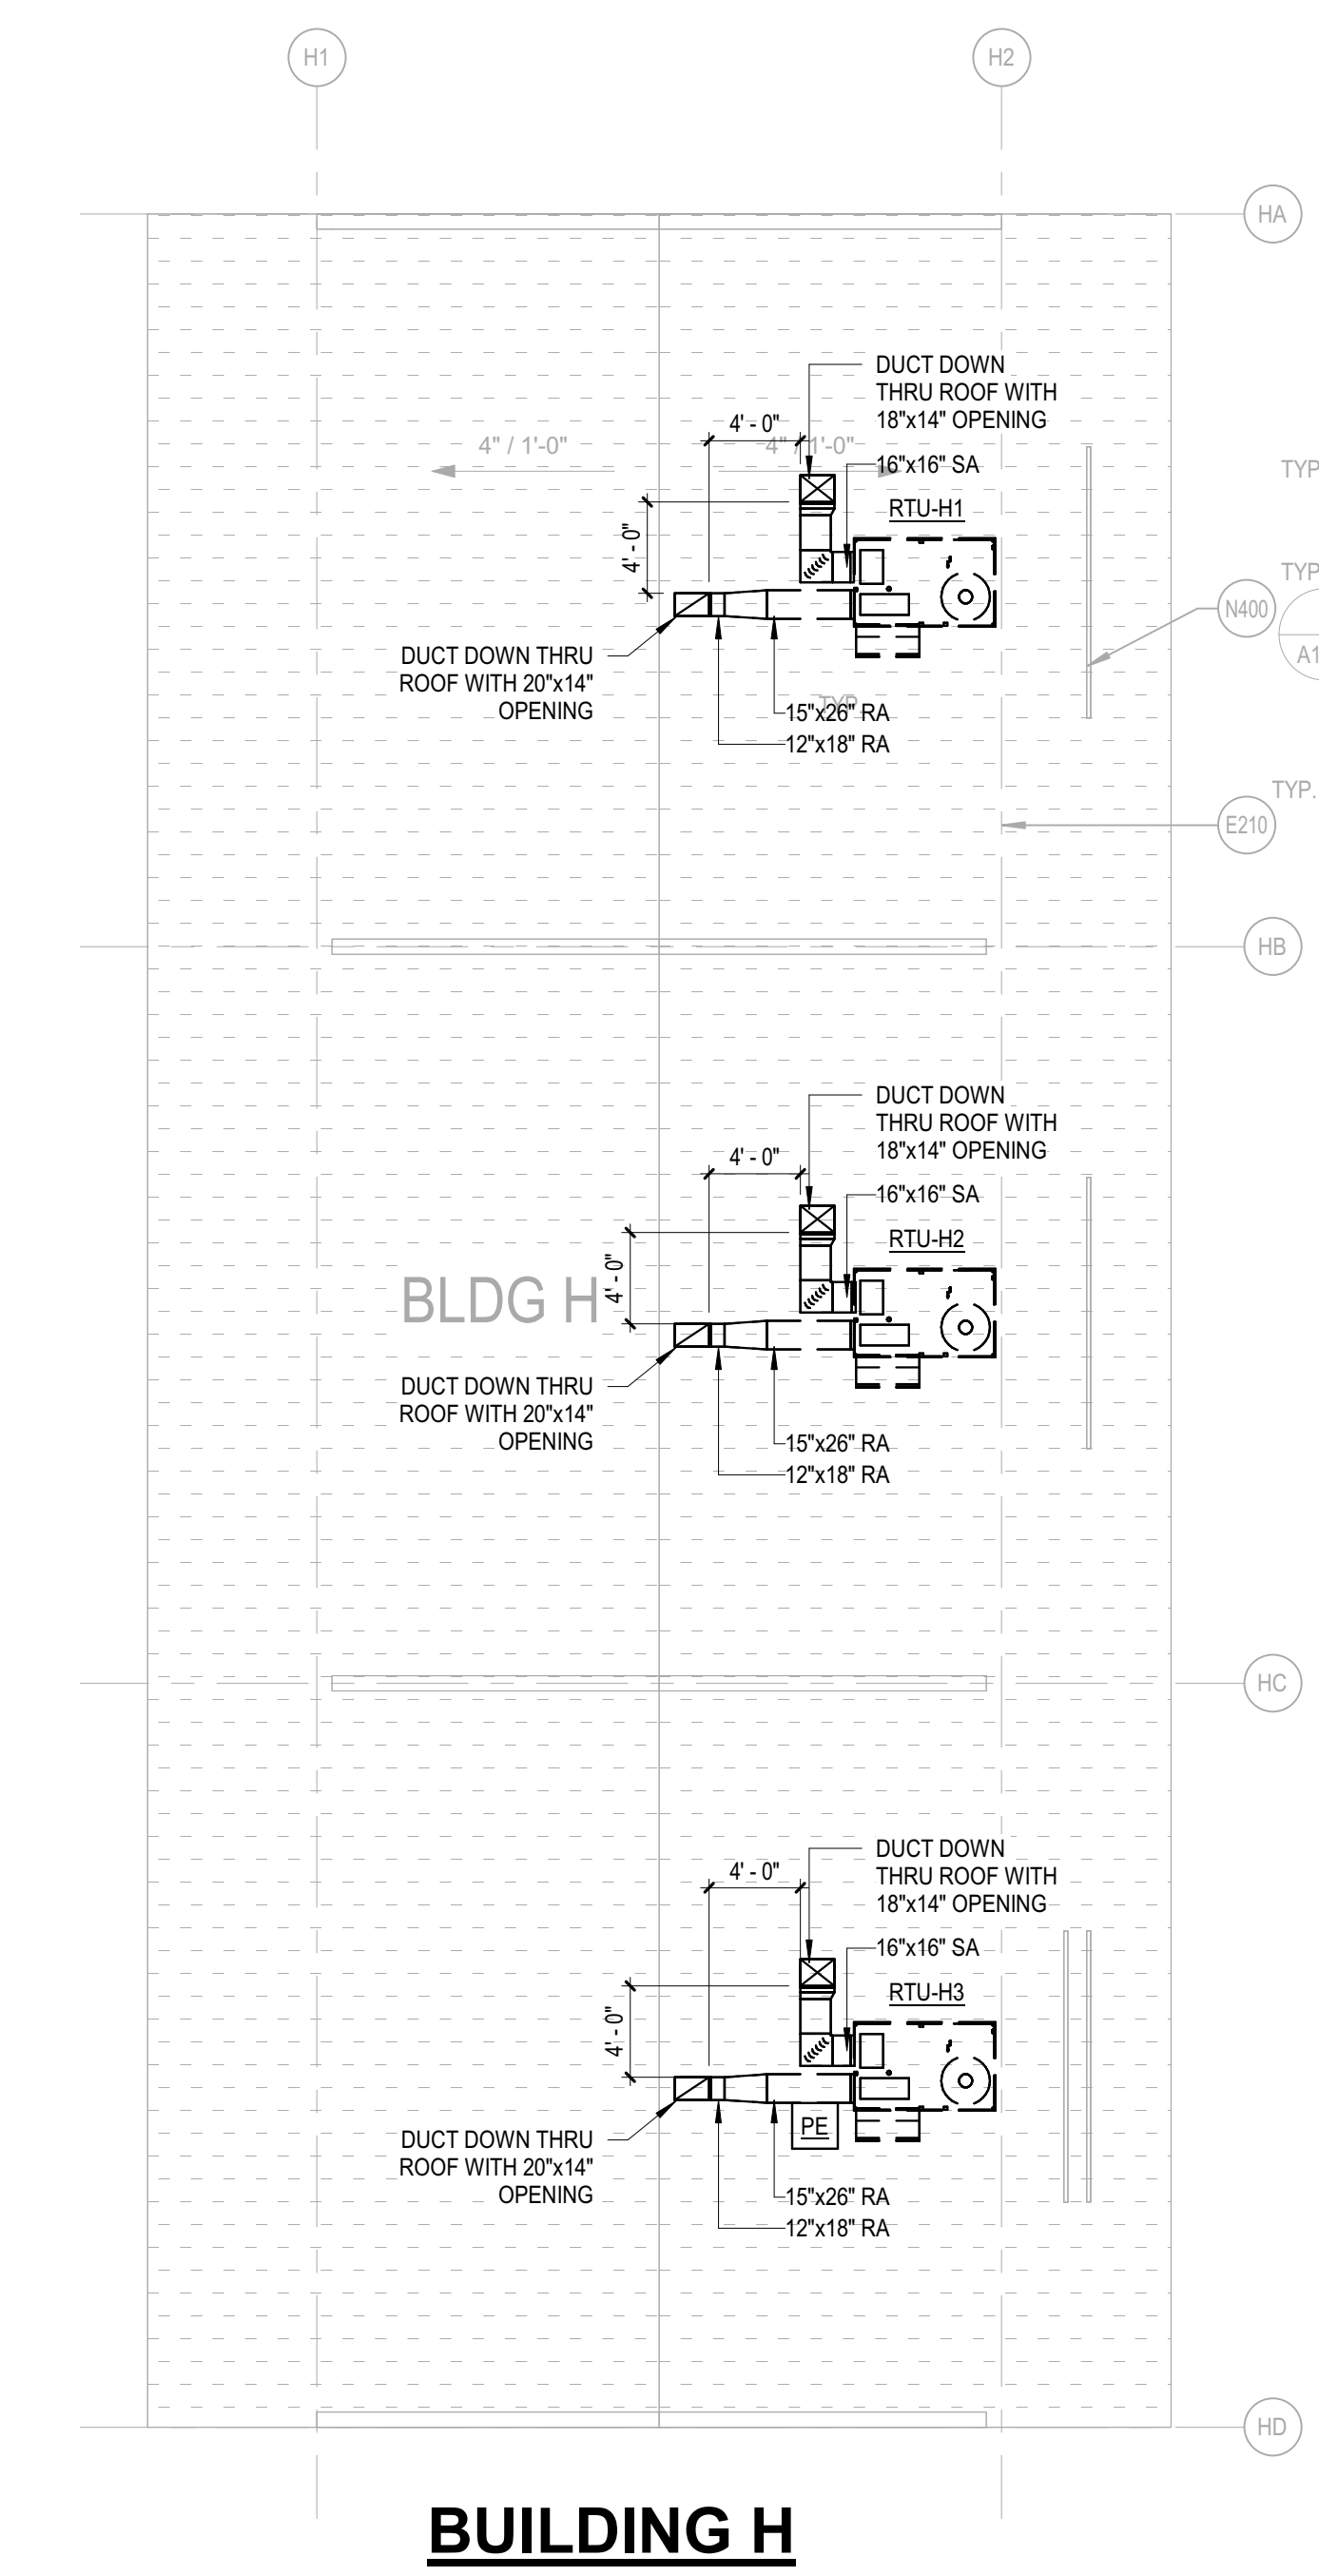 H1
H2
HA
DUCT DOWN
THRU ROOF WITH
18"x14" OPENING
4' - 0"
4" / 1'-0"
4" / 1'-0"
16"x16" SA
TYP
RTU-H1
4' - 0"
TYP
N400
A1
DUCT DOWN THRU
ROOF WITH 20"x14"
OPENING
TYP.
15"x26" RA
12"x18" RA
TYP.
E210
HB
DUCT DOWN
THRU ROOF WITH
18"x14" OPENING
4' - 0"
16"x16" SA
RTU-H2
4' - 0"
BLDG H
DUCT DOWN THRU
ROOF WITH 20"x14"
OPENING
15"x26" RA
12"x18" RA
HC
DUCT DOWN
THRU ROOF WITH
18"x14" OPENING
4' - 0"
16"x16" SA
RTU-H3
4' - 0"
PE
DUCT DOWN THRU
ROOF WITH 20"x14"
OPENING
15"x26" RA
12"x18" RA
HD
BUILDING H